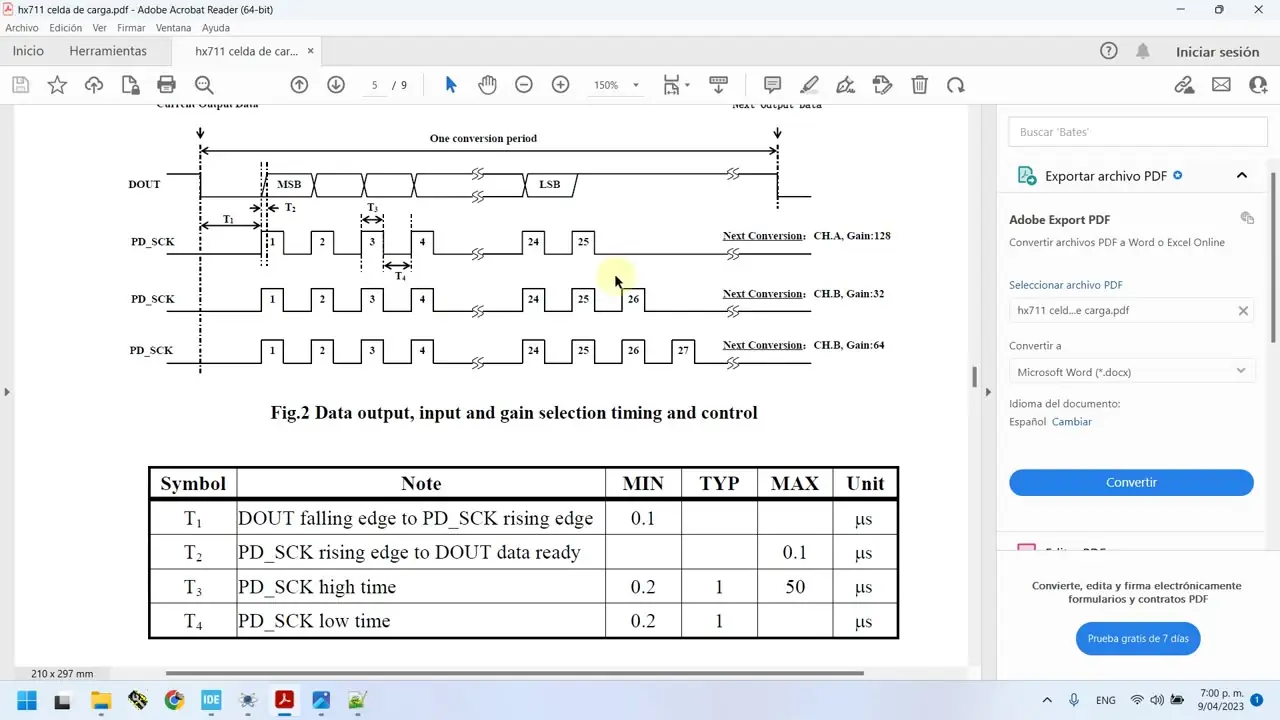 hx711 celda de carga.pdf - Adobe Acrobat Reader (64-bit)
Archivo Edición Ver Firmar Ventana Ayuda
Inicio Herramientas hx711 celda de car... × Iniciar sesión
5 / 9 150%
Current Output Data Next Output Data
One conversion period
DOUT MSB LSB
T₂ T₃
T₁
PD_SCK 1 2 3 4 24 25 Next Conversion: CH.A, Gain:128
T₄
PD_SCK 1 2 3 4 24 25 26 Next Conversion: CH.B, Gain:32
PD_SCK 1 2 3 4 24 25 26 27 Next Conversion: CH.B, Gain:64
Fig.2 Data output, input and gain selection timing and control
Symbol Note MIN TYP MAX Unit
T₁ DOUT falling edge to PD_SCK rising edge 0.1 µs
T₂ PD_SCK rising edge to DOUT data ready 0.1 µs
T₃ PD_SCK high time 0.2 1 50 µs
T₄ PD_SCK low time 0.2 1 µs
210 x 297 mm
Buscar 'Bates'
Exportar archivo PDF
Adobe Export PDF
Convertir archivos PDF a Word o Excel Online
Seleccionar archivo PDF
hx711 celd...e carga.pdf
Convertir a
Microsoft Word (*.docx)
Idioma del documento:
Español Cambiar
Convertir
Convierte, edita y firma electrónicamente
formularios y contratos PDF
Prueba gratis de 7 días
IDE
ENG
7:00 p. m.
9/04/2023
1